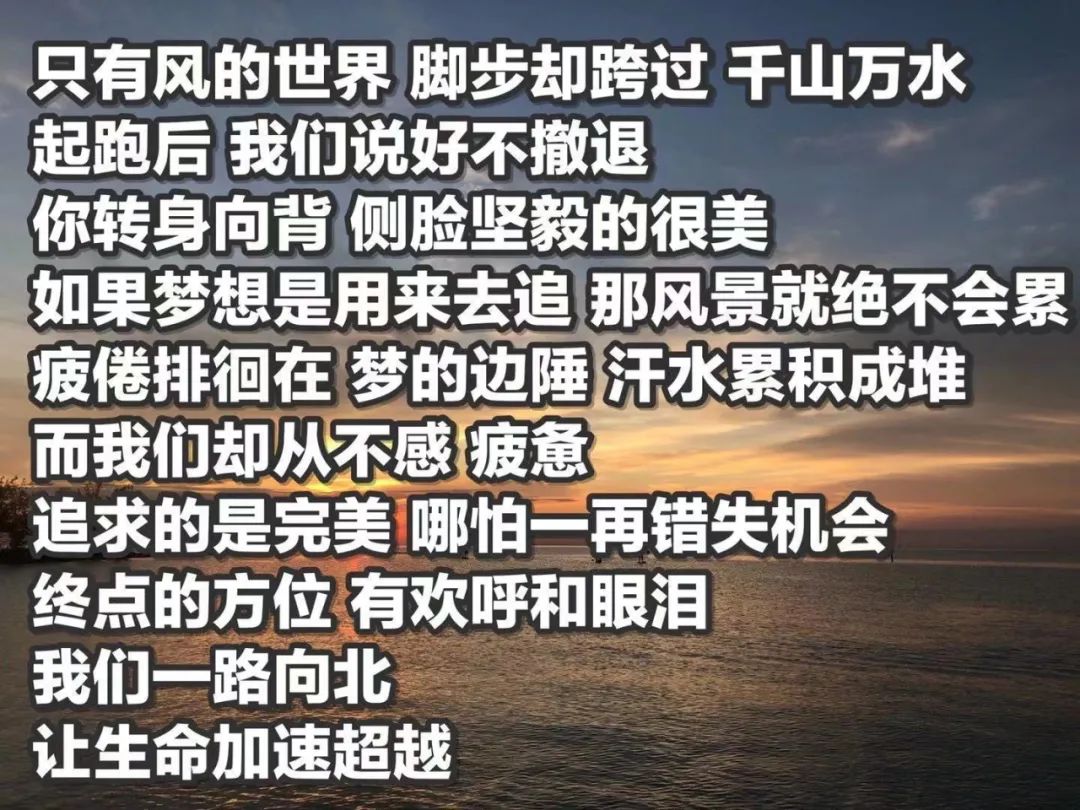 只有风的世界 脚步却跨过 千山万水
起跑后 我们说好不撤退
你转身向背 侧脸坚毅的很美
如果梦想是用来去追 那风景就绝不会累
疲倦排徊在 梦的边陲 汗水累积成堆
而我们却从不感 疲惫
追求的是完美 哪怕一再错失机会
终点的方位 有欢呼和眼泪
我们一路向北
让生命加速超越